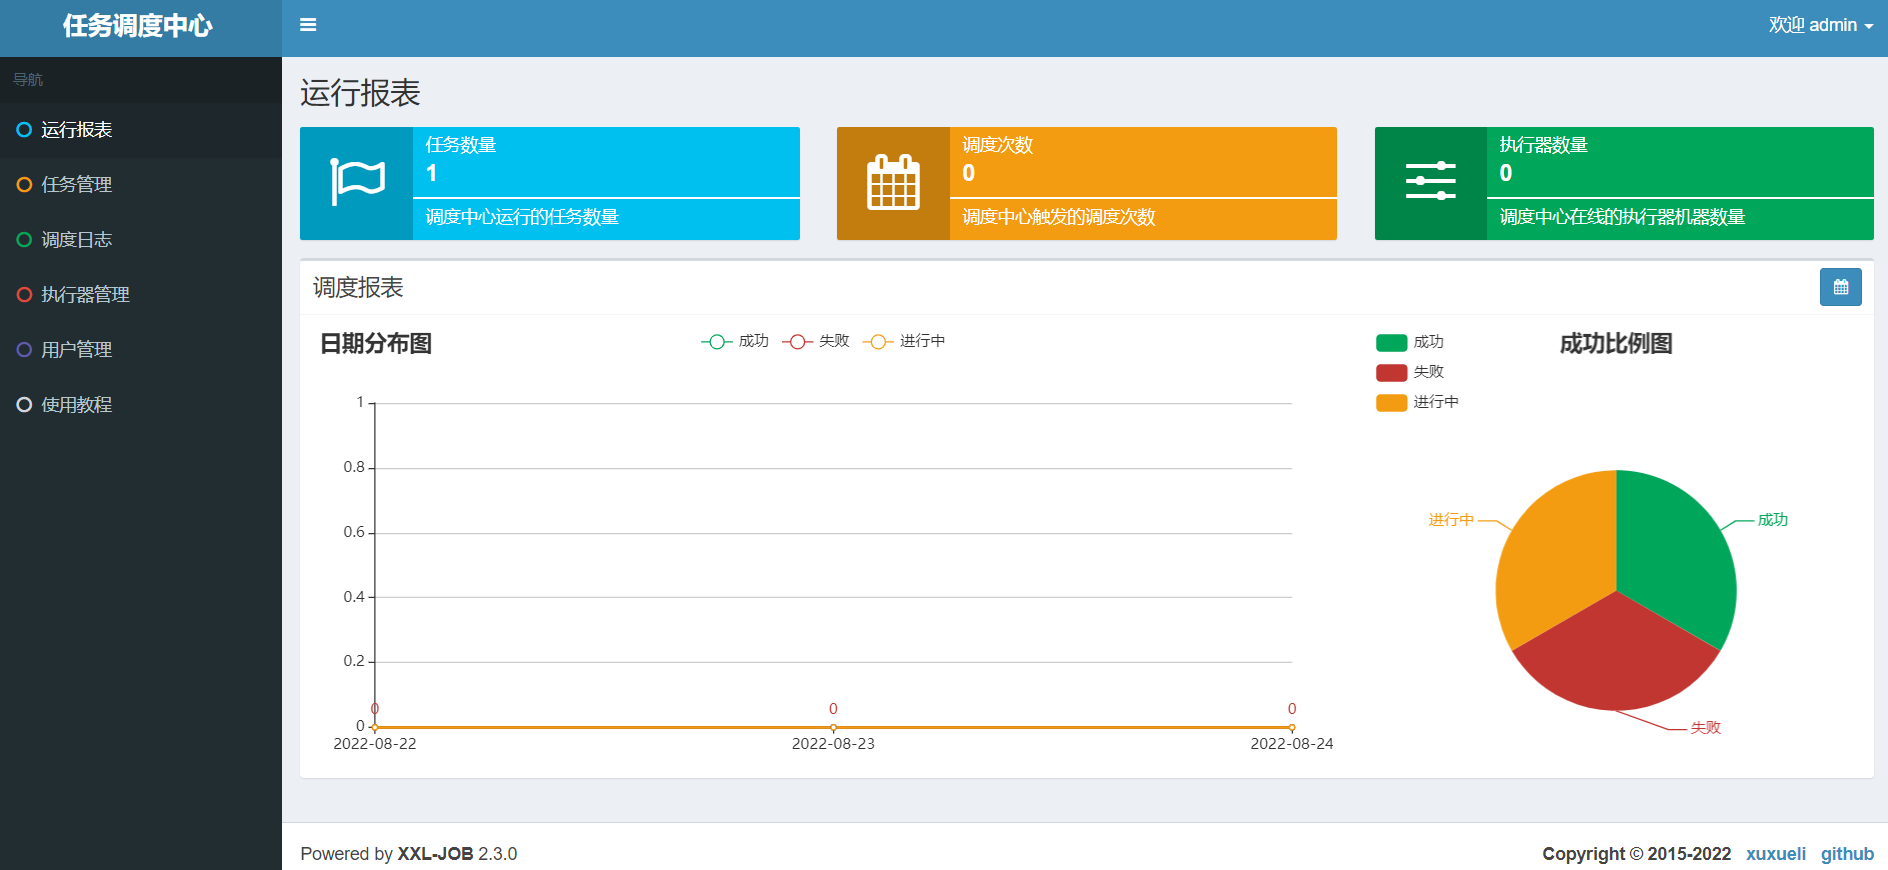 任务调度中心
欢迎 admin
导航
运行报表
任务管理
调度日志
执行器管理
用户管理
使用教程
运行报表
任务数量
1
调度中心运行的任务数量
调度次数
0
调度中心触发的调度次数
执行器数量
0
调度中心在线的执行器机器数量
调度报表
日期分布图
成功 失败 进行中
1
0.8
0.6
0.4
0.2
0
0 0 0
2022-08-22 2022-08-23 2022-08-24
成功
失败
进行中
成功比例图
进行中
成功
失败
Powered by XXL-JOB 2.3.0
Copyright © 2015-2022 xuxueli github